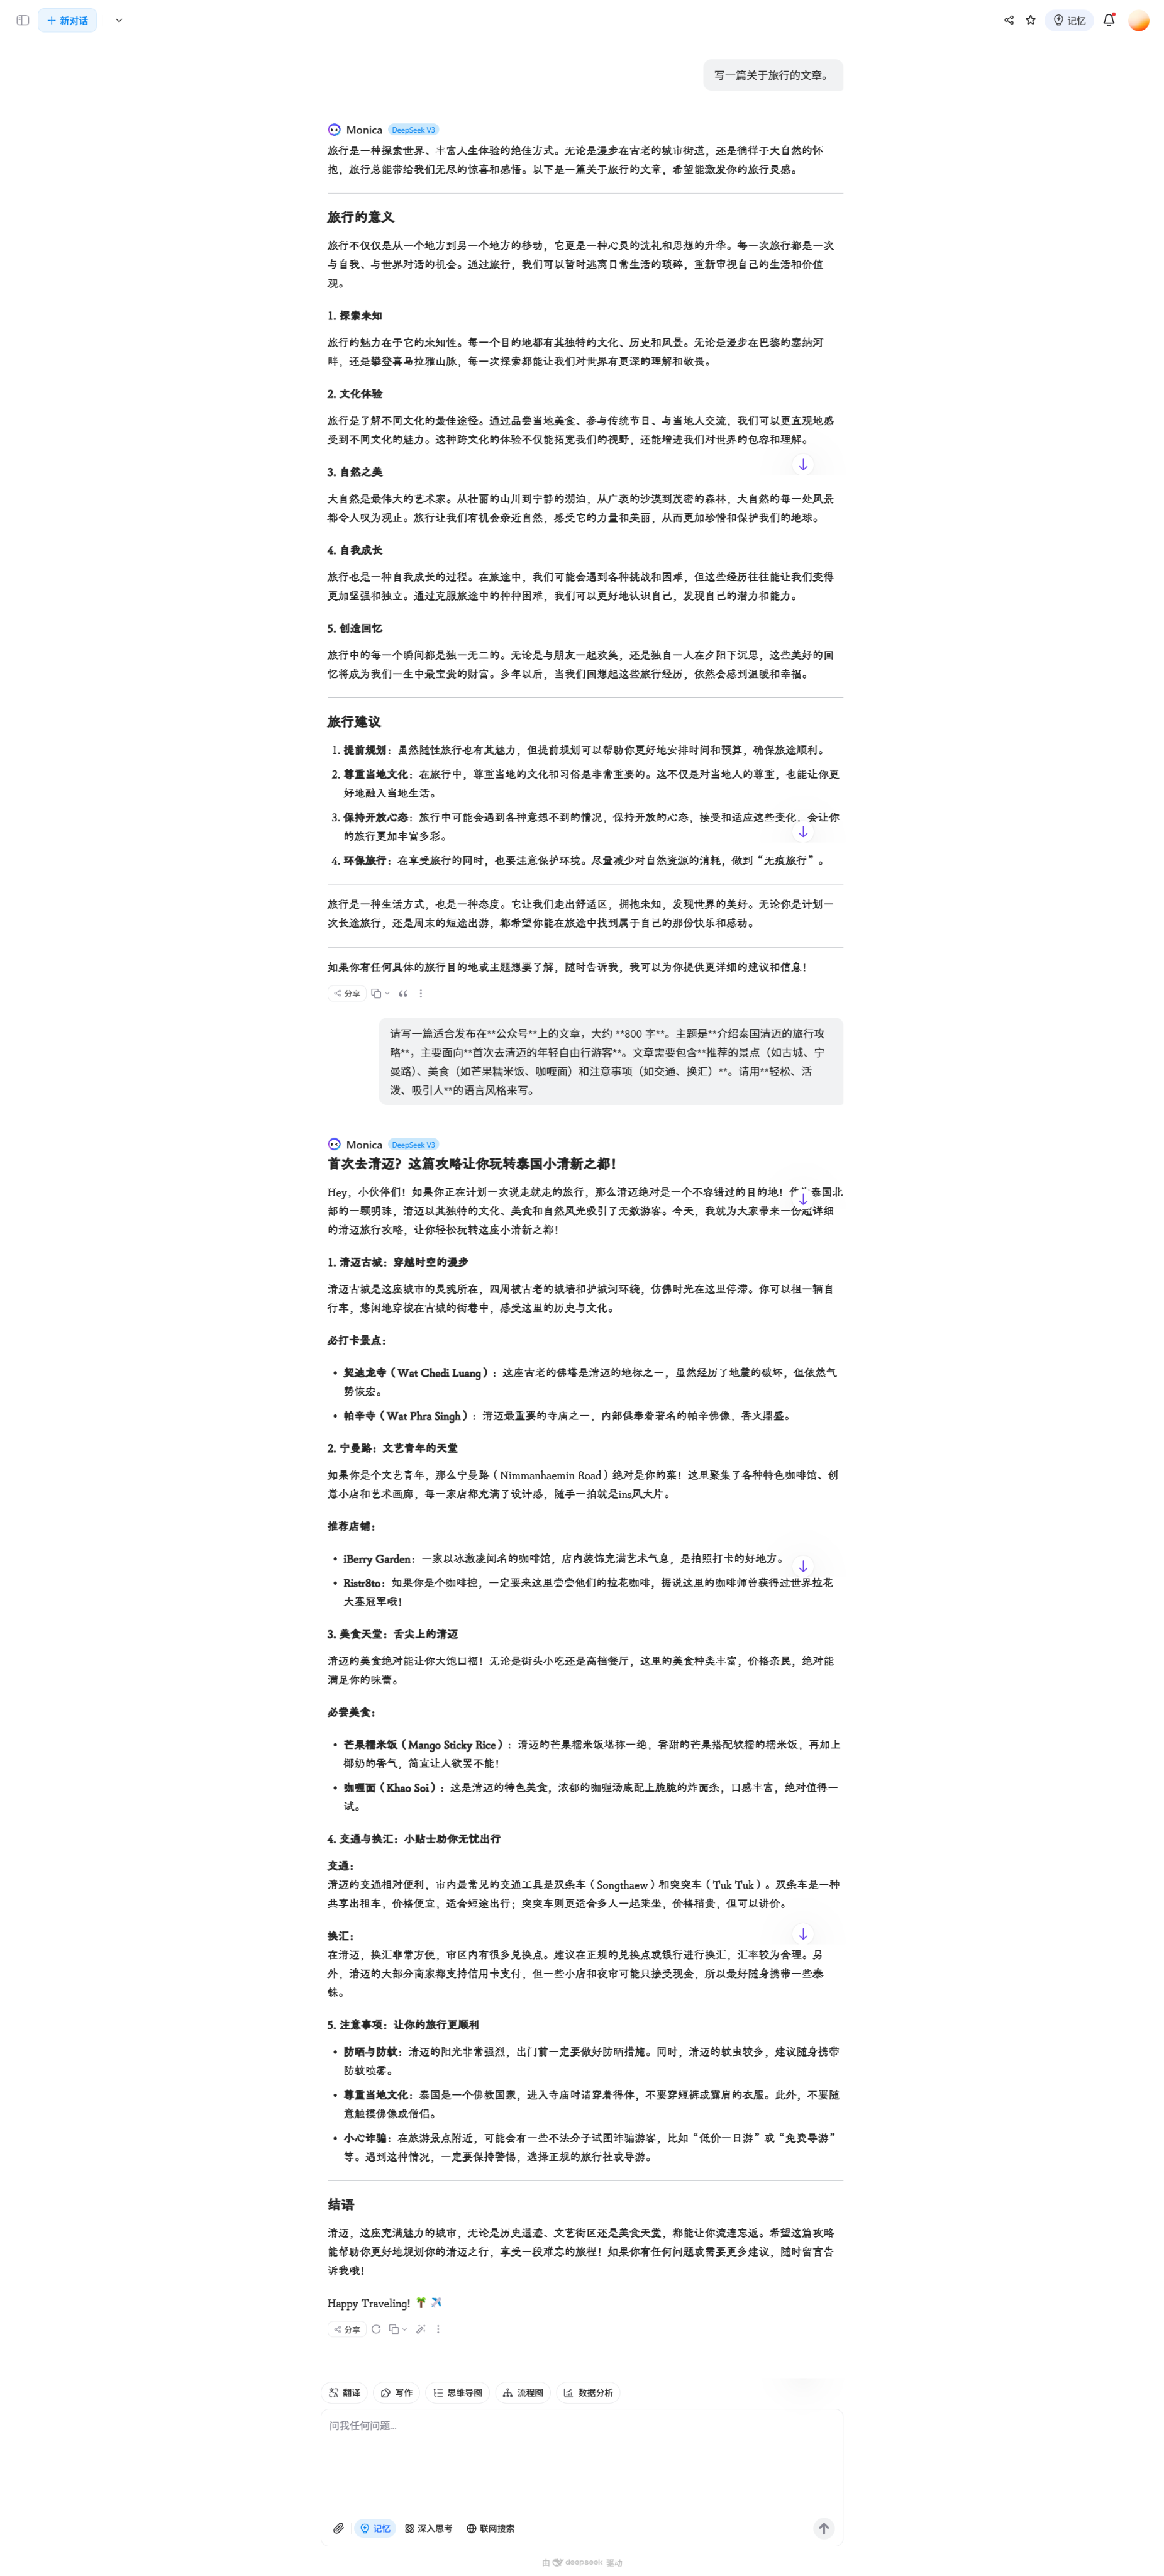 新对话
记忆
写一篇关于旅行的文章。
Monica DeepSeek V3
旅行是一种探索世界、丰富人生体验的绝佳方式。无论是漫步在古老的城市街道，还是徜徉于大自然的怀
抱，旅行总能带给我们无尽的惊喜和感悟。以下是一篇关于旅行的文章，希望能激发你的旅行灵感。
旅行的意义
旅行不仅仅是从一个地方到另一个地方的移动，它更是一种心灵的洗礼和思想的升华。每一次旅行都是一次
与自我、与世界对话的机会。通过旅行，我们可以暂时逃离日常生活的琐碎，重新审视自己的生活和价值
观。
1. 探索未知
旅行的魅力在于它的未知性。每一个目的地都有其独特的文化、历史和风景。无论是漫步在巴黎的塞纳河
畔，还是攀登喜马拉雅山脉，每一次探索都能让我们对世界有更深的理解和敬畏。
2. 文化体验
旅行是了解不同文化的最佳途径。通过品尝当地美食、参与传统节日、与当地人交流，我们可以更直观地感
受到不同文化的魅力。这种跨文化的体验不仅能拓宽我们的视野，还能增进我们对世界的包容和理解。
3. 自然之美
大自然是最伟大的艺术家。从壮丽的山川到宁静的湖泊，从广袤的沙漠到茂密的森林，大自然的每一处风景
都令人叹为观止。旅行让我们有机会亲近自然，感受它的力量和美丽，从而更加珍惜和保护我们的地球。
4. 自我成长
旅行也是一种自我成长的过程。在旅途中，我们可能会遇到各种挑战和困难，但这些经历往往能让我们变得
更加坚强和独立。通过克服旅途中的种种困难，我们可以更好地认识自己，发现自己的潜力和能力。
5. 创造回忆
旅行中的每一个瞬间都是独一无二的。无论是与朋友一起欢笑，还是独自一人在夕阳下沉思，这些美好的回
忆将成为我们一生中最宝贵的财富。多年以后，当我们回想起这些旅行经历，依然会感到温暖和幸福。
旅行建议
1. 提前规划：虽然随性旅行也有其魅力，但提前规划可以帮助你更好地安排时间和预算，确保旅途顺利。
2. 尊重当地文化：在旅行中，尊重当地的文化和习俗是非常重要的。这不仅是对当地人的尊重，也能让你更
好地融入当地生活。
3. 保持开放心态：旅行中可能会遇到各种意想不到的情况，保持开放的心态，接受和适应这些变化，会让你
的旅行更加丰富多彩。
4. 环保旅行：在享受旅行的同时，也要注意保护环境。尽量减少对自然资源的消耗，做到“无痕旅行”。
旅行是一种生活方式，也是一种态度。它让我们走出舒适区，拥抱未知，发现世界的美好。无论你是计划一
次长途旅行，还是周末的短途出游，都希望你能在旅途中找到属于自己的那份快乐和感动。
如果你有任何具体的旅行目的地或主题想要了解，随时告诉我，我可以为你提供更详细的建议和信息！
分享
请写一篇适合发布在**公众号**上的文章，大约 **800 字**。主题是**介绍泰国清迈的旅行攻
略**，主要面向**首次去清迈的年轻自由行游客**。文章需要包含**推荐的景点（如古城、宁
曼路）、美食（如芒果糯米饭、咖喱面）和注意事项（如交通、换汇）**。请用**轻松、活
泼、吸引人**的语言风格来写。
Monica DeepSeek V3
首次去清迈？这篇攻略让你玩转泰国小清新之都！
Hey，小伙伴们！如果你正在计划一次说走就走的旅行，那么清迈绝对是一个不容错过的目的地！作 泰国北
部的一颗明珠，清迈以其独特的文化、美食和自然风光吸引了无数游客。今天，我就为大家带来一份超详细
的清迈旅行攻略，让你轻松玩转这座小清新之都！
1. 清迈古城：穿越时空的漫步
清迈古城是这座城市的灵魂所在，四周被古老的城墙和护城河环绕，仿佛时光在这里停滞。你可以租一辆自
行车，悠闲地穿梭在古城的街巷中，感受这里的历史与文化。
必打卡景点：
• 契迪龙寺（Wat Chedi Luang）：这座古老的佛塔是清迈的地标之一，虽然经历了地震的破坏，但依然气
势恢宏。
• 帕辛寺（Wat Phra Singh）：清迈最重要的寺庙之一，内部供奉着著名的帕辛佛像，香火鼎盛。
2. 宁曼路：文艺青年的天堂
如果你是个文艺青年，那么宁曼路（Nimmanhaemin Road）绝对是你的菜！这里聚集了各种特色咖啡馆、创
意小店和艺术画廊，每一家店都充满了设计感，随手一拍就是ins风大片。
推荐店铺：
• iBerry Garden：一家以冰激凌闻名的咖啡馆，店内装饰充满艺术气息，是拍照打卡的好地方。
• Ristr8to：如果你是个咖啡控，一定要来这里尝尝他们的拉花咖啡，据说这里的咖啡师曾获得过世界拉花
大赛冠军哦！
3. 美食天堂：舌尖上的清迈
清迈的美食绝对能让你大饱口福！无论是街头小吃还是高档餐厅，这里的美食种类丰富，价格亲民，绝对能
满足你的味蕾。
必尝美食：
• 芒果糯米饭（Mango Sticky Rice）：清迈的芒果糯米饭堪称一绝，香甜的芒果搭配软糯的糯米饭，再加上
椰奶的香气，简直让人欲罢不能！
• 咖喱面（Khao Soi）：这是清迈的特色美食，浓郁的咖喱汤底配上脆脆的炸面条，口感丰富，绝对值得一
试。
4. 交通与换汇：小贴士助你无忧出行
交通：
清迈的交通相对便利，市内最常见的交通工具是双条车（Songthaew）和突突车（Tuk Tuk）。双条车是一种
共享出租车，价格便宜，适合短途出行；突突车则更适合多人一起乘坐，价格稍贵，但可以讲价。
换汇：
在清迈，换汇非常方便，市区内有很多兑换点。建议在正规的兑换点或银行进行换汇，汇率较为合理。另
外，清迈的大部分商家都支持信用卡支付，但一些小店和夜市可能只接受现金，所以最好随身携带一些泰
铢。
5. 注意事项：让你的旅行更顺利
• 防晒与防蚊：清迈的阳光非常强烈，出门前一定要做好防晒措施。同时，清迈的蚊虫较多，建议随身携带
防蚊喷雾。
• 尊重当地文化：泰国是一个佛教国家，进入寺庙时请穿着得体，不要穿短裤或露肩的衣服。此外，不要随
意触摸佛像或僧侣。
• 小心诈骗：在旅游景点附近，可能会有一些不法分子试图诈骗游客，比如“低价一日游”或“免费导游”
等。遇到这种情况，一定要保持警惕，选择正规的旅行社或导游。
结语
清迈，这座充满魅力的城市，无论是历史遗迹、文艺街区还是美食天堂，都能让你流连忘返。希望这篇攻略
能帮助你更好地规划你的清迈之行，享受一段难忘的旅程！如果你有任何问题或需要更多建议，随时留言告
诉我哦！
Happy Traveling! 🌴✈️
分享
翻译 写作 思维导图 流程图 数据分析
问我任何问题...
记忆 深入思考 联网搜索
由 deepseek 驱动